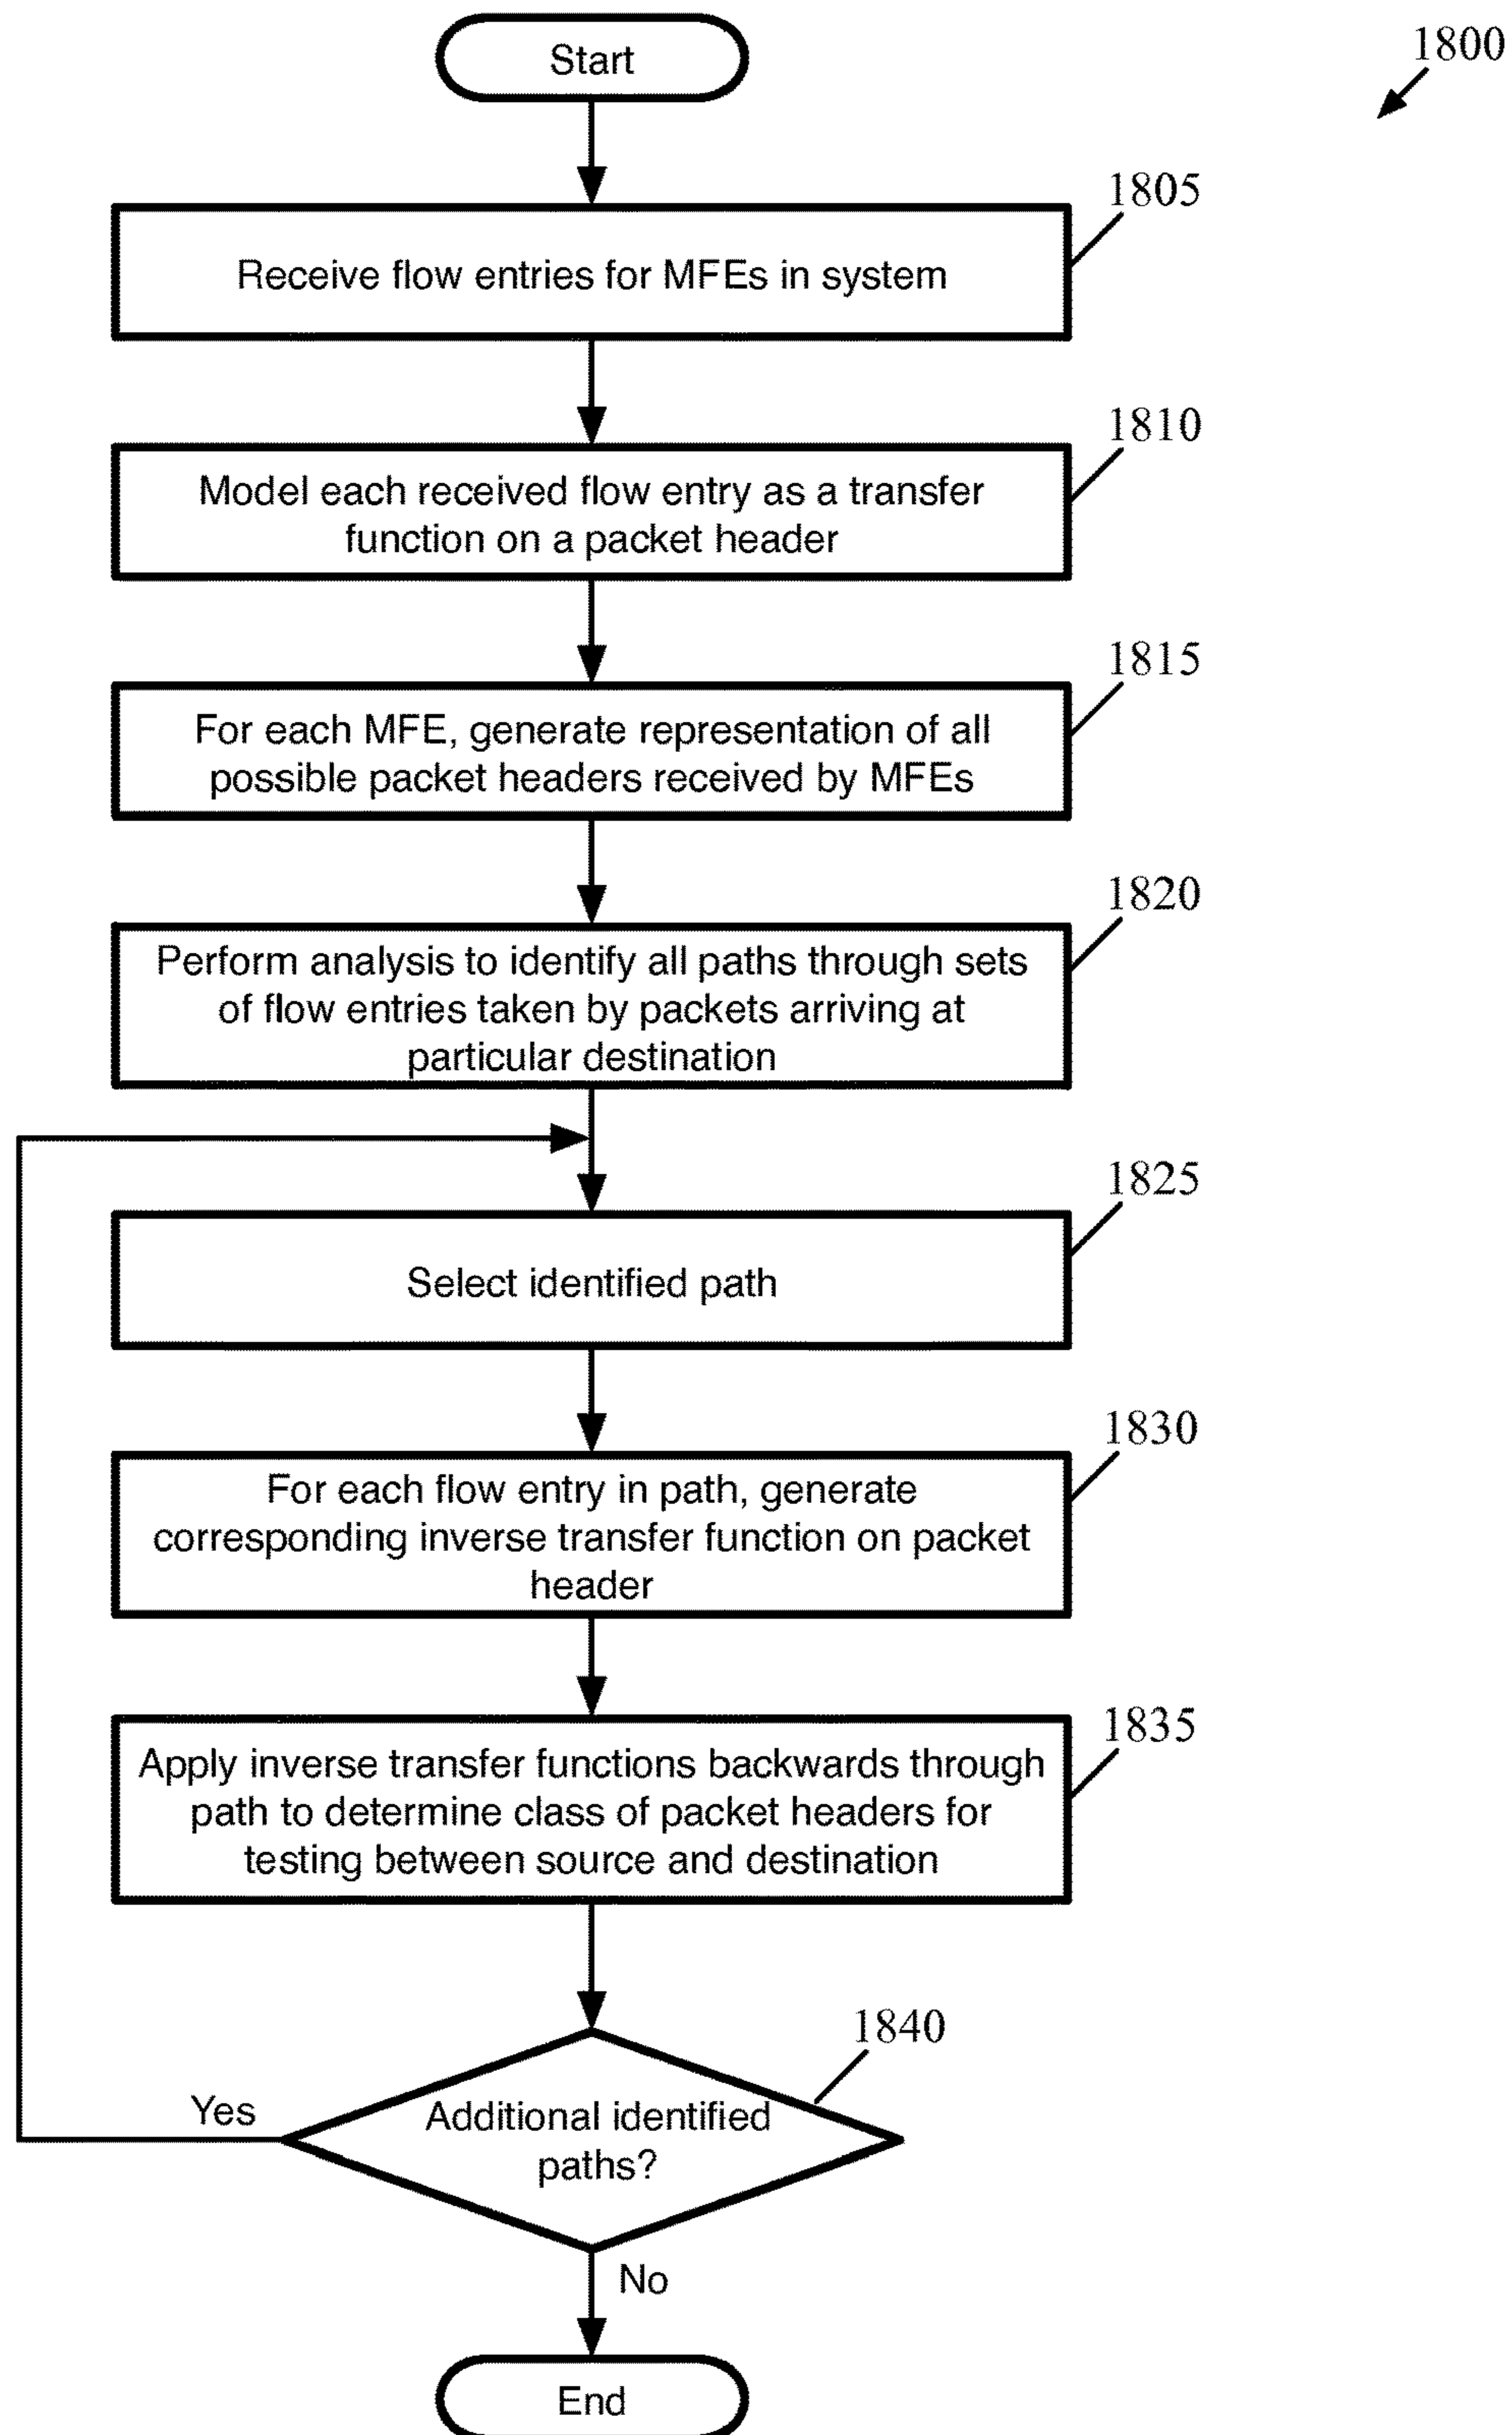 Start
1800
1805
Receive flow entries for MFEs in system
1810
Model each received flow entry as a transfer
function on a packet header
1815
For each MFE, generate representation of all
possible packet headers received by MFEs
1820
Perform analysis to identify all paths through sets
of flow entries taken by packets arriving at
particular destination
1825
Select identified path
1830
For each flow entry in path, generate
corresponding inverse transfer function on packet
header
1835
Apply inverse transfer functions backwards through
path to determine class of packet headers for
testing between source and destination
1840
Yes
Additional identified
paths?
No
End